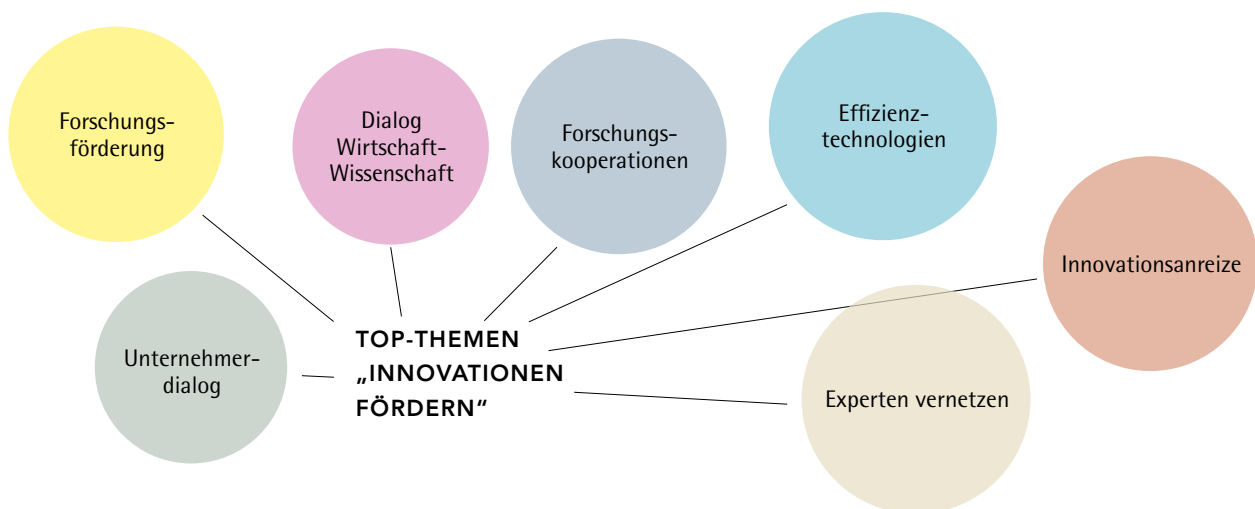 Forschungs-
förderung
Dialog
Wirtschaft-
Wissenschaft
Forschungs-
kooperationen
Effizienz-
technologien
Innovationsanreize
Unternehmer-
dialog
TOP-THEMEN
„INNOVATIONEN
FÖRDERN“
Experten vernetzen